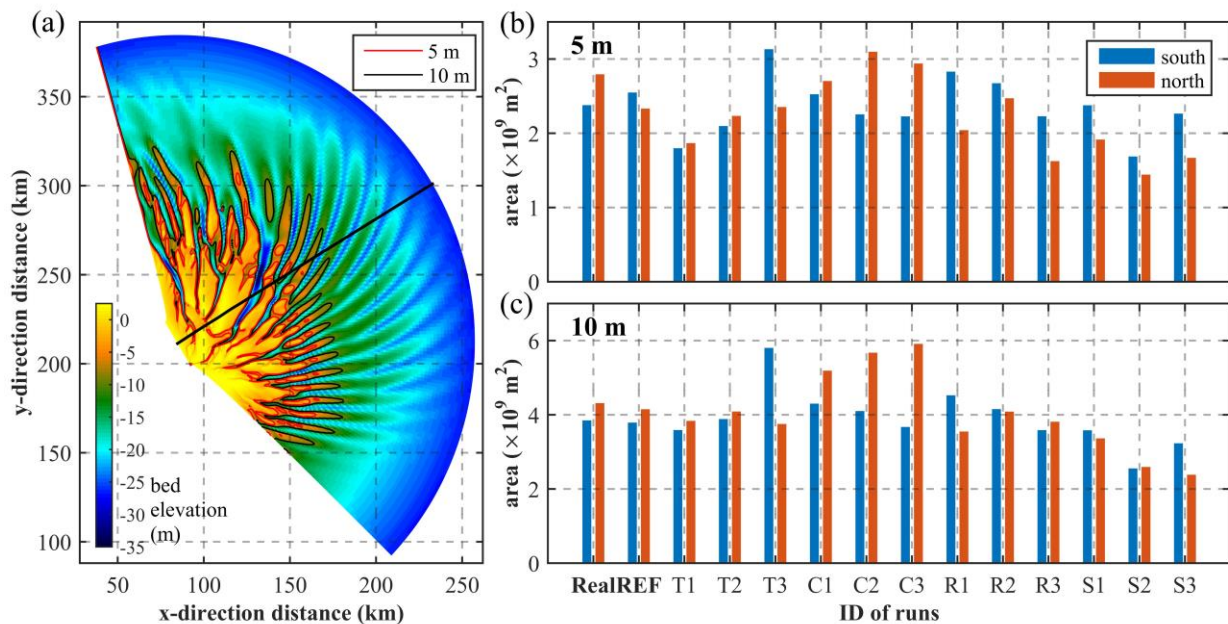 (a)
5 m
10 m
y-direction distance (km)
350
300
250
200
150
100
0
-5
-10
-15
-20
-25
-30
-35
bed
elevation
(m)
50
100
150
200
250
x-direction distance (km)
(b)
5 m
south
north
area (×10⁹ m²)
3
2
1
0
(c)
10 m
area (×10⁹ m²)
6
4
2
0
Real REF T1 T2 T3 C1 C2 C3 R1 R2 R3 S1 S2 S3
ID of runs